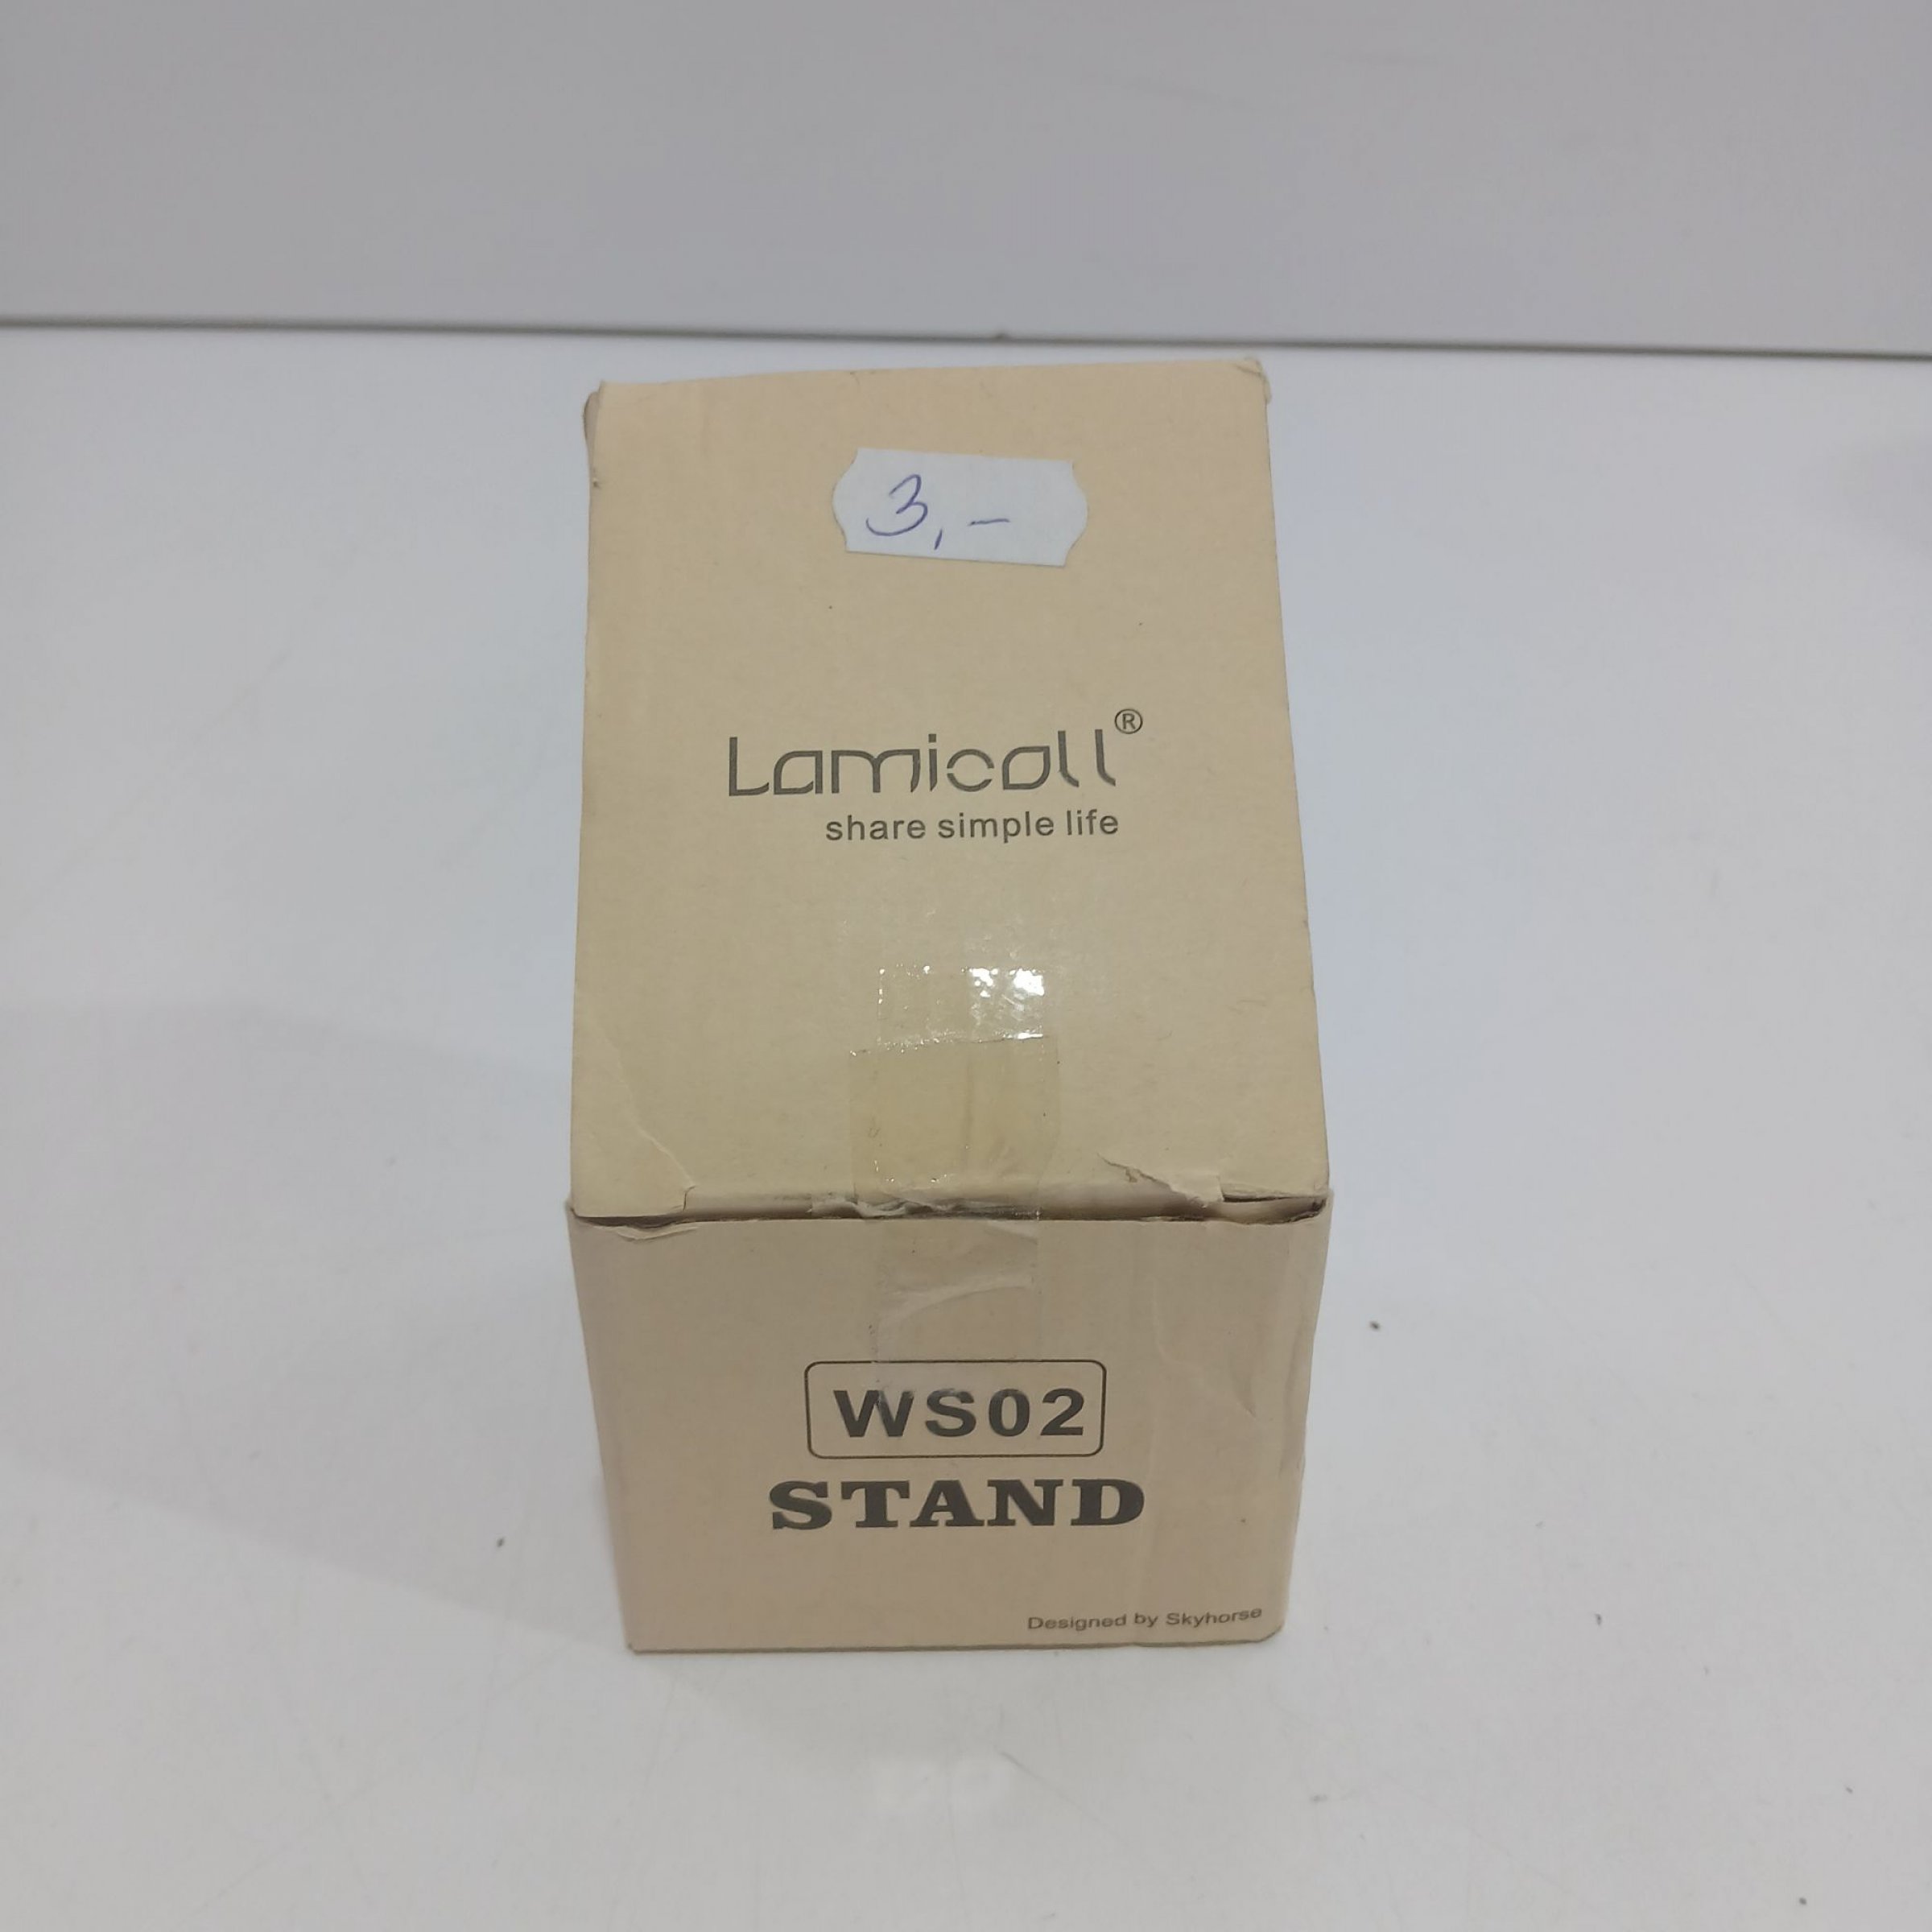 3,-
Lamicall®
share simple life
WS02
STAND
Designed by Skyhorse